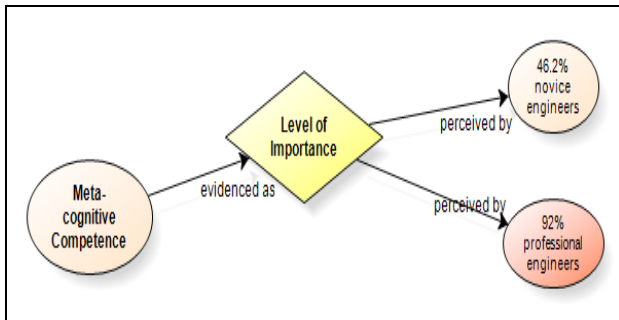 Meta-
cognitive
Competence
evidenced as
Level of
Importance
perceived by
46.2%
novice
engineers
perceived by
92%
professional
engineers